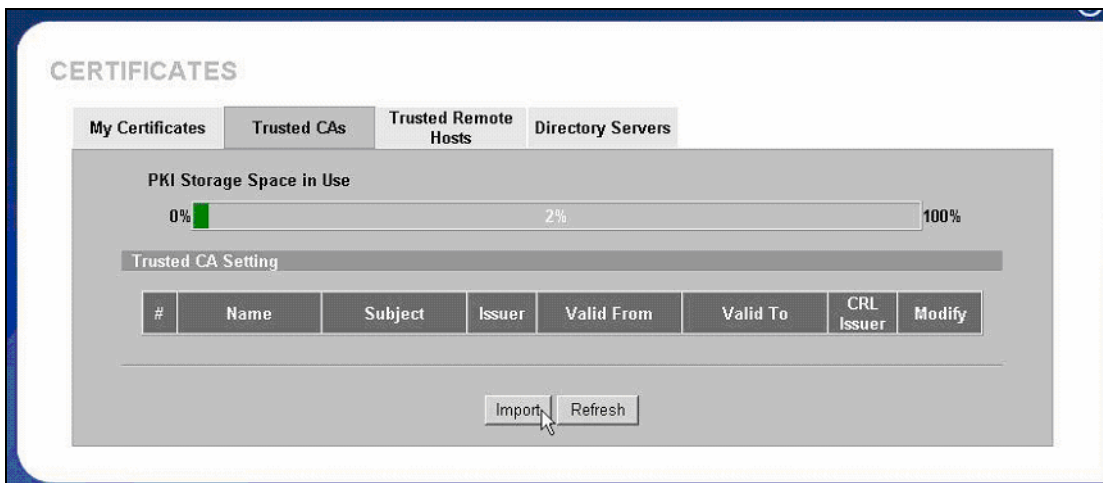 CERTIFICATES
My Certificates
Trusted CAs
Trusted Remote
Hosts
Directory Servers
PKI Storage Space in Use
0%
2%
100%
Trusted CA Setting
#
Name
Subject
Issuer
Valid From
Valid To
CRL
Issuer
Modify
Import
Refresh